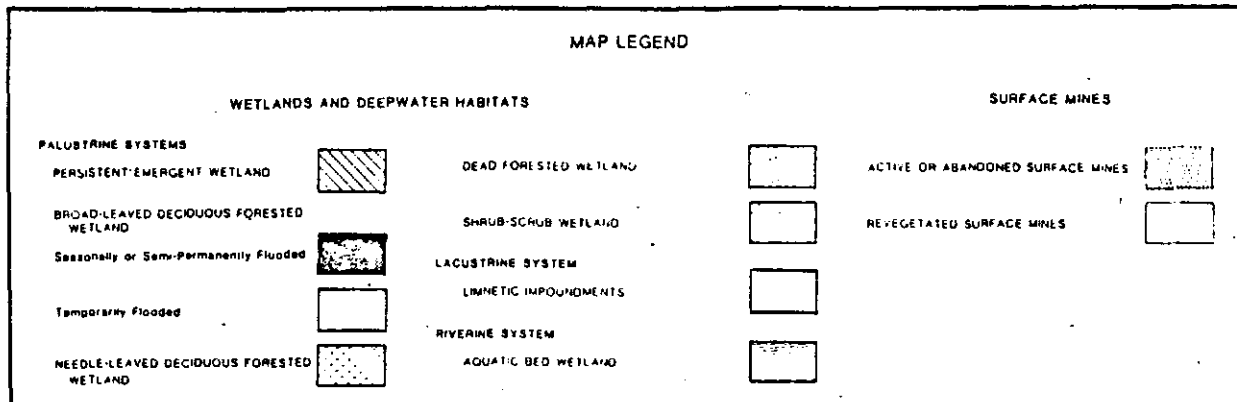 MAP LEGEND
WETLANDS AND DEEPWATER HABITATS
PALUSTRINE SYSTEMS
PERSISTENT-EMERGENT WETLAND
BROAD-LEAVED DECIDUOUS FORESTED
WETLAND
Seasonally or Semi-Permanently Flooded
Temporarily Flooded
NEEDLE-LEAVED DECIDUOUS FORESTED
WETLAND
DEAD FORESTED WETLAND
SHRUB-SCRUB WETLAND
LACUSTRINE SYSTEM
LIMNETIC IMPOUNDMENTS
RIVERINE SYSTEM
AQUATIC BED WETLAND
SURFACE MINES
ACTIVE OR ABANDONED SURFACE MINES
REVEGETATED SURFACE MINES